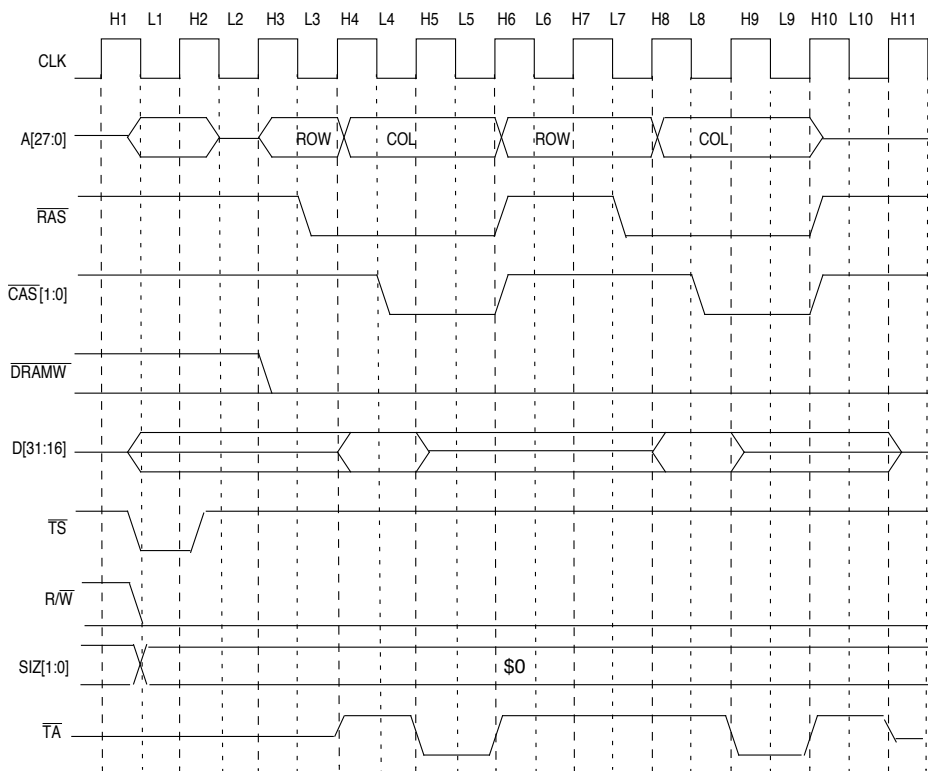 H1 L1 H2 L2 H3 L3 H4 L4 H5 L5 H6 L6 H7 L7 H8 L8 H9 L9 H10 L10 H11
CLK
A[27:0] ROW COL ROW COL
RAS
CAS[1:0]
DRAMW
D[31:16]
TS
R/W
SIZ[1:0] $0
TA